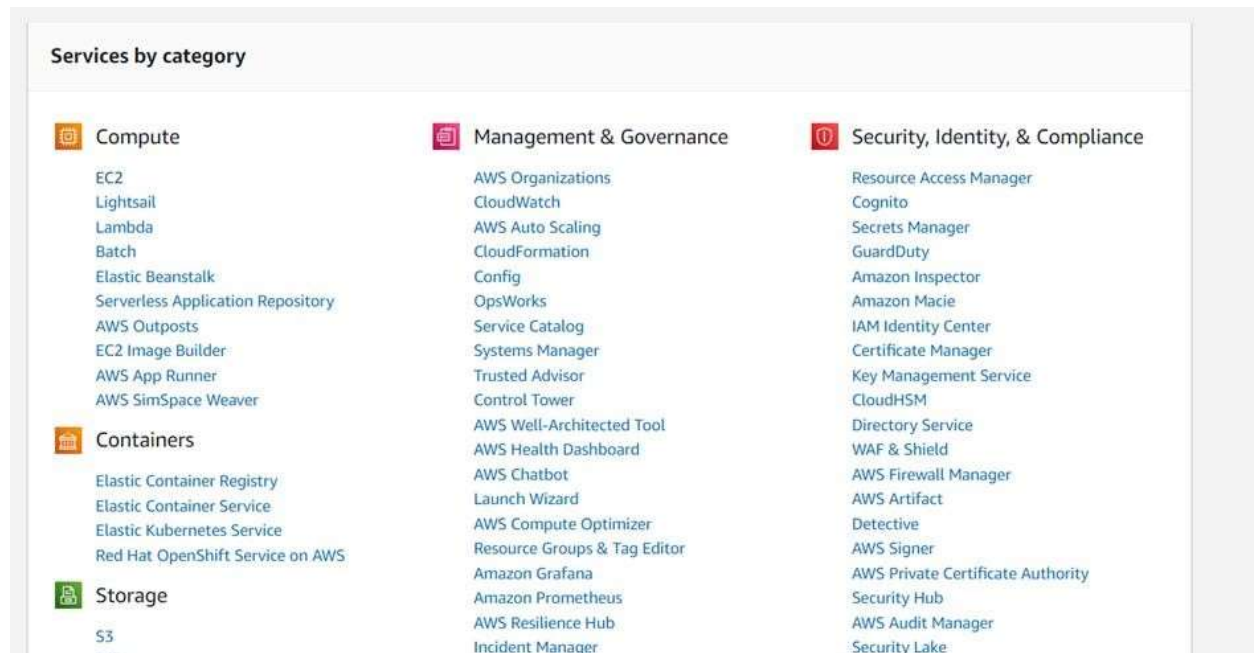 Services by category
Compute
EC2
Lightsail
Lambda
Batch
Elastic Beanstalk
Serverless Application Repository
AWS Outposts
EC2 Image Builder
AWS App Runner
AWS SimSpace Weaver
Containers
Elastic Container Registry
Elastic Container Service
Elastic Kubernetes Service
Red Hat OpenShift Service on AWS
Storage
S3
Management & Governance
AWS Organizations
CloudWatch
AWS Auto Scaling
CloudFormation
Config
OpsWorks
Service Catalog
Systems Manager
Trusted Advisor
Control Tower
AWS Well-Architected Tool
AWS Health Dashboard
AWS Chatbot
Launch Wizard
AWS Compute Optimizer
Resource Groups & Tag Editor
Amazon Grafana
Amazon Prometheus
AWS Resilience Hub
Incident Manager
Security, Identity, & Compliance
Resource Access Manager
Cognito
Secrets Manager
GuardDuty
Amazon Inspector
Amazon Macie
IAM Identity Center
Certificate Manager
Key Management Service
CloudHSM
Directory Service
WAF & Shield
AWS Firewall Manager
AWS Artifact
Detective
AWS Signer
AWS Private Certificate Authority
Security Hub
AWS Audit Manager
Security Lake